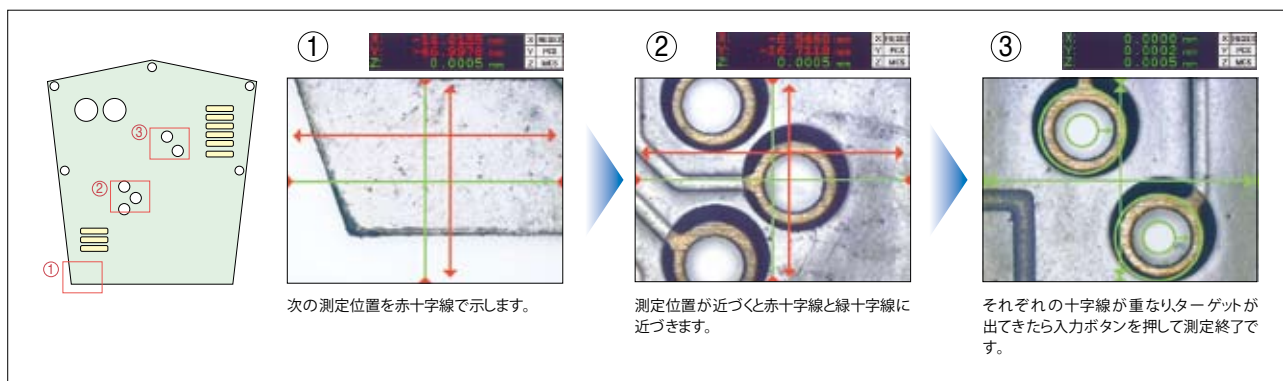 ①
②
③
①
X PRESET
Y
Z: 0.0005 mm Z
次の測定位置を赤十字線で示します。
②
X
Y
Z: 0.0005 mm Z
測定位置が近づくと赤十字線と緑十字線に
近づきます。
③
X: 0.0000 mm X
Y: 0.0002 mm Y
Z: 0.0005 mm Z
それぞれの十字線が重なり、ターゲットが
出てきたら入力ボタンを押して測定終了で
す。